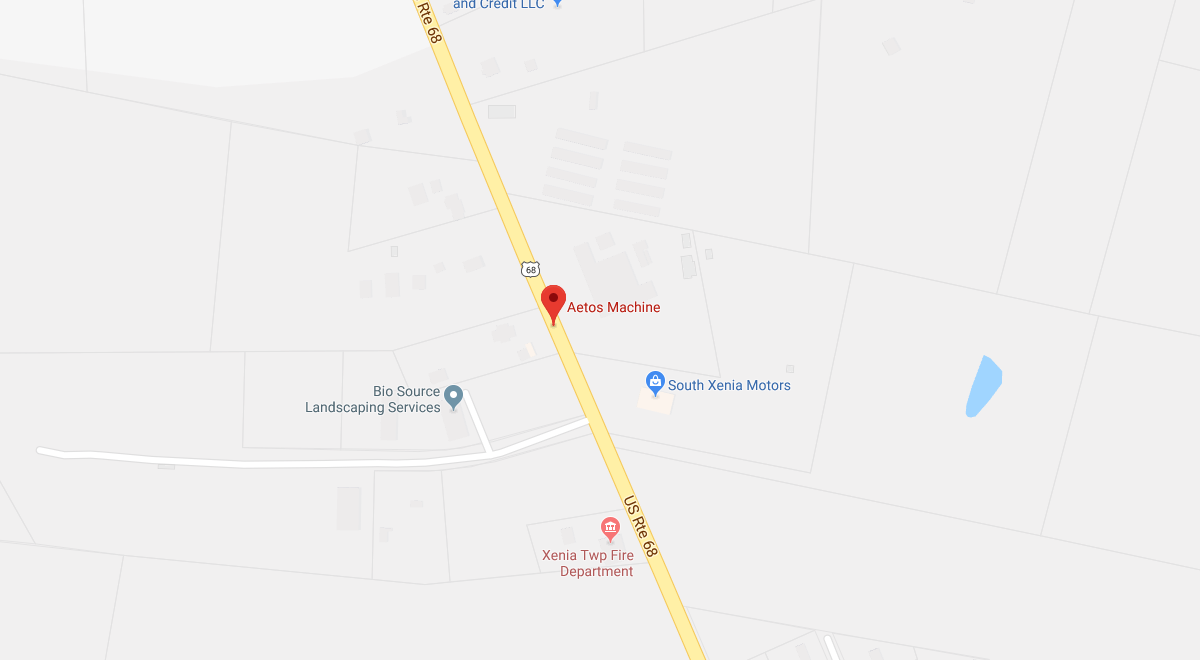 and Credit LLC
Rte 68
68
Aetos Machine
South Xenia Motors
Bio Source
Landscaping Services
US Rte 68
Xenia Twp Fire
Department